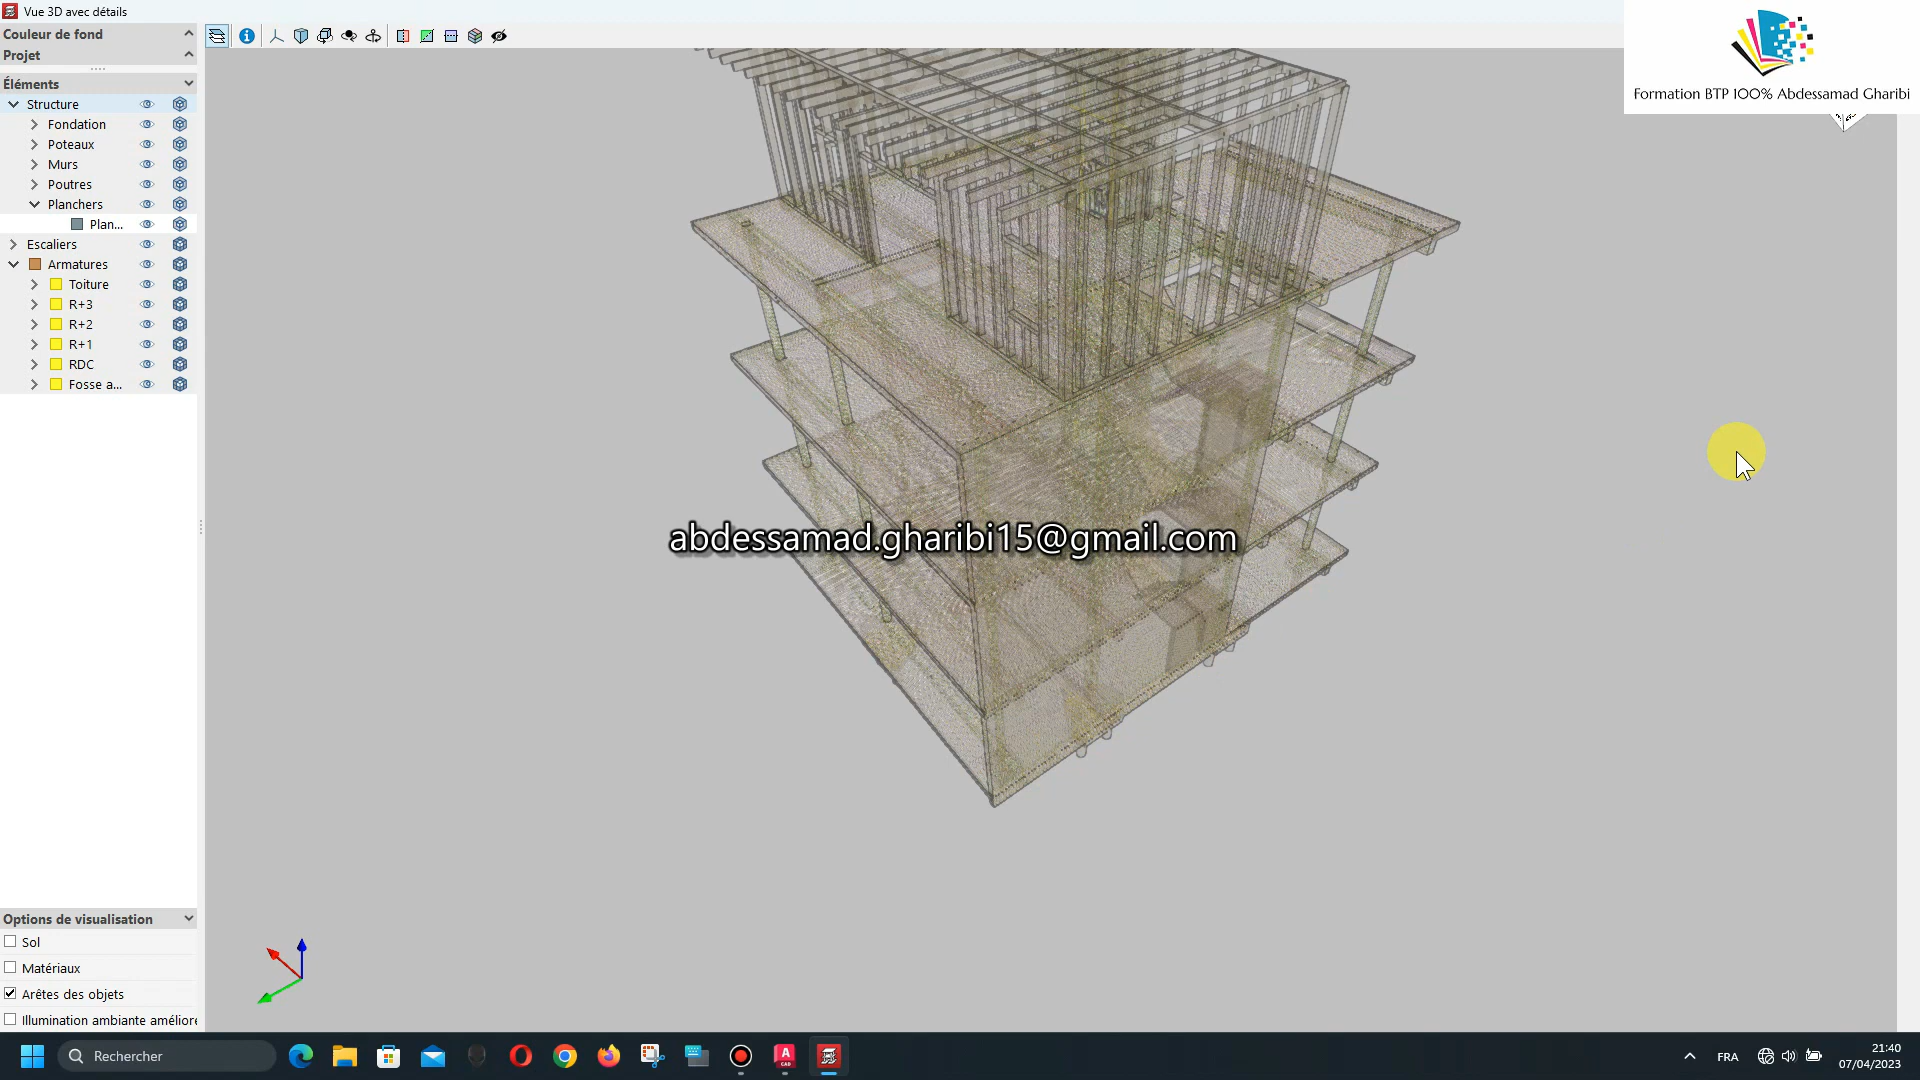 Vue 3D avec détails
Couleur de fond
Projet
Éléments
Structure
Fondation
Poteaux
Murs
Poutres
Planchers
Plan...
Escaliers
Armatures
Toiture
R+3
R+2
R+1
RDC
Fosse a...
Options de visualisation
Sol
Matériaux
Arêtes des objets
Illumination ambiante améliore
Formation BTP 100% Abdessamad Gharibi
abdessamad.gharibi15@gmail.com
Rechercher
FRA
21:40
07/04/2023